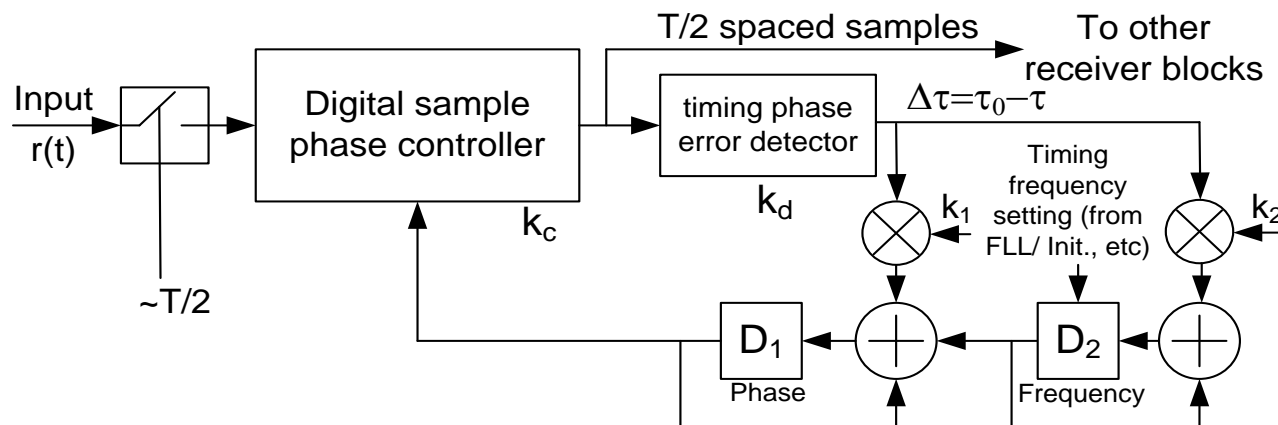 T/2 spaced samples
To other
receiver blocks
Input
r(t)
Digital sample
phase controller
timing phase
error detector
Δτ=τ₀−τ
Timing
frequency
setting (from
FLL/ Init., etc)
k₁
k₂
k_c
k_d
~T/2
D₁
Phase
D₂
Frequency